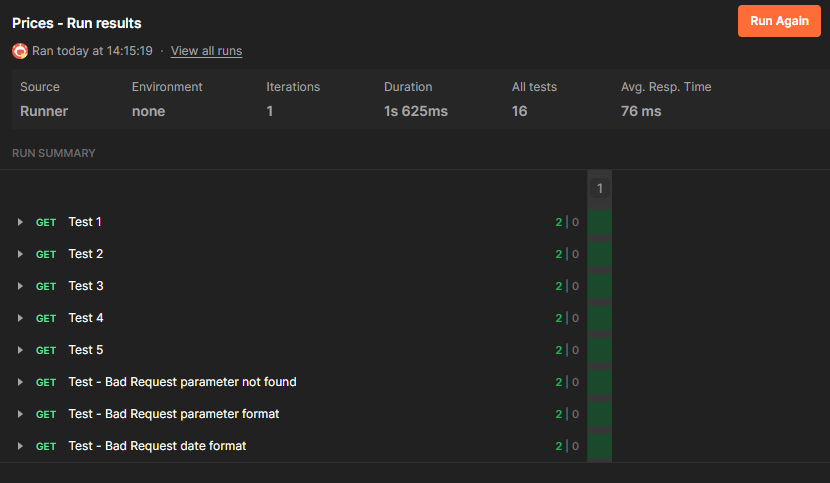 Prices - Run results
Run Again
Ran today at 14:15:19 · View all runs
Source Environment Iterations Duration All tests Avg. Resp. Time
Runner none 1 1s 625ms 16 76 ms
RUN SUMMARY
1
GET Test 1 2 | 0
GET Test 2 2 | 0
GET Test 3 2 | 0
GET Test 4 2 | 0
GET Test 5 2 | 0
GET Test - Bad Request parameter not found 2 | 0
GET Test - Bad Request parameter format 2 | 0
GET Test - Bad Request date format 2 | 0